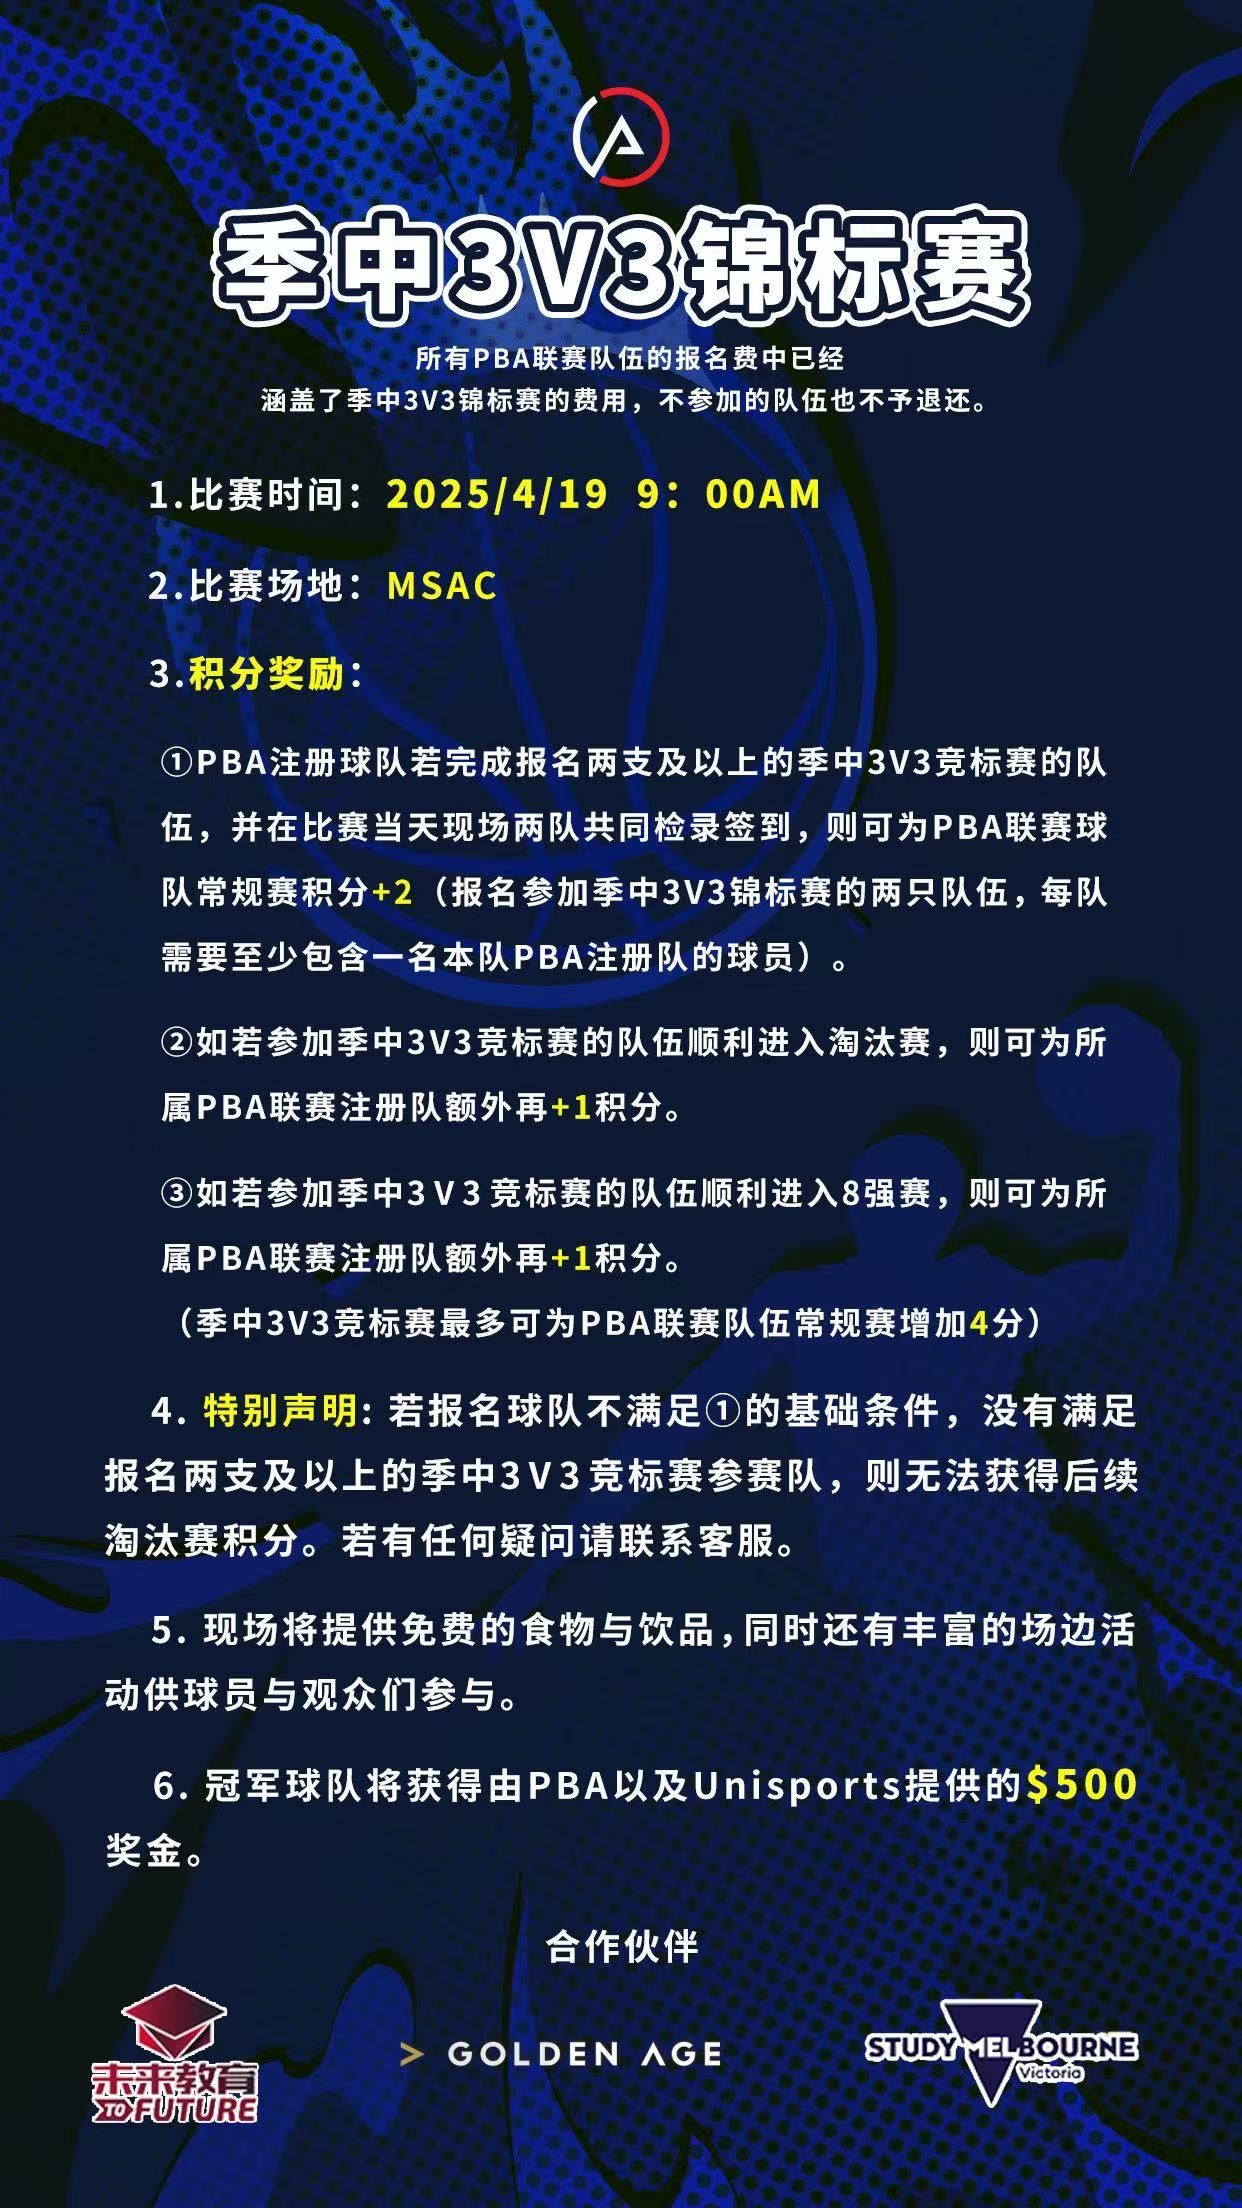 季中3V3锦标赛
所有PBA联赛队伍的报名费中已经
涵盖了季中3V3锦标赛的费用，不参加的队伍也不予退还。
1.比赛时间：2025/4/19 9：00AM
2.比赛场地：MSAC
3.积分奖励：
①PBA注册球队若完成报名两支及以上的季中3V3竞标赛的队
伍，并在比赛当天现场两队共同检录签到，则可为PBA联赛球
队常规赛积分+2（报名参加季中3V3锦标赛的两只队伍，每队
需要至少包含一名本队PBA注册队的球员）。
②如若参加季中3V3竞标赛的队伍顺利进入淘汰赛，则可为所
属PBA联赛注册队额外再+1积分。
③如若参加季中3V3竞标赛的队伍顺利进入8强赛，则可为所
属PBA联赛注册队额外再+1积分。
（季中3V3竞标赛最多可为PBA联赛队伍常规赛增加4分）
4. 特别声明: 若报名球队不满足①的基础条件，没有满足
报名两支及以上的季中3V3竞标赛参赛队，则无法获得后续
淘汰赛积分。若有任何疑问请联系客服。
5. 现场将提供免费的食物与饮品,同时还有丰富的场边活
动供球员与观众们参与。
6. 冠军球队将获得由PBA以及Unisports提供的$500
奖金。
合作伙伴
未来教育
TO FUTURE
GOLDEN AGE
STUDY MELBOURNE
Victoria